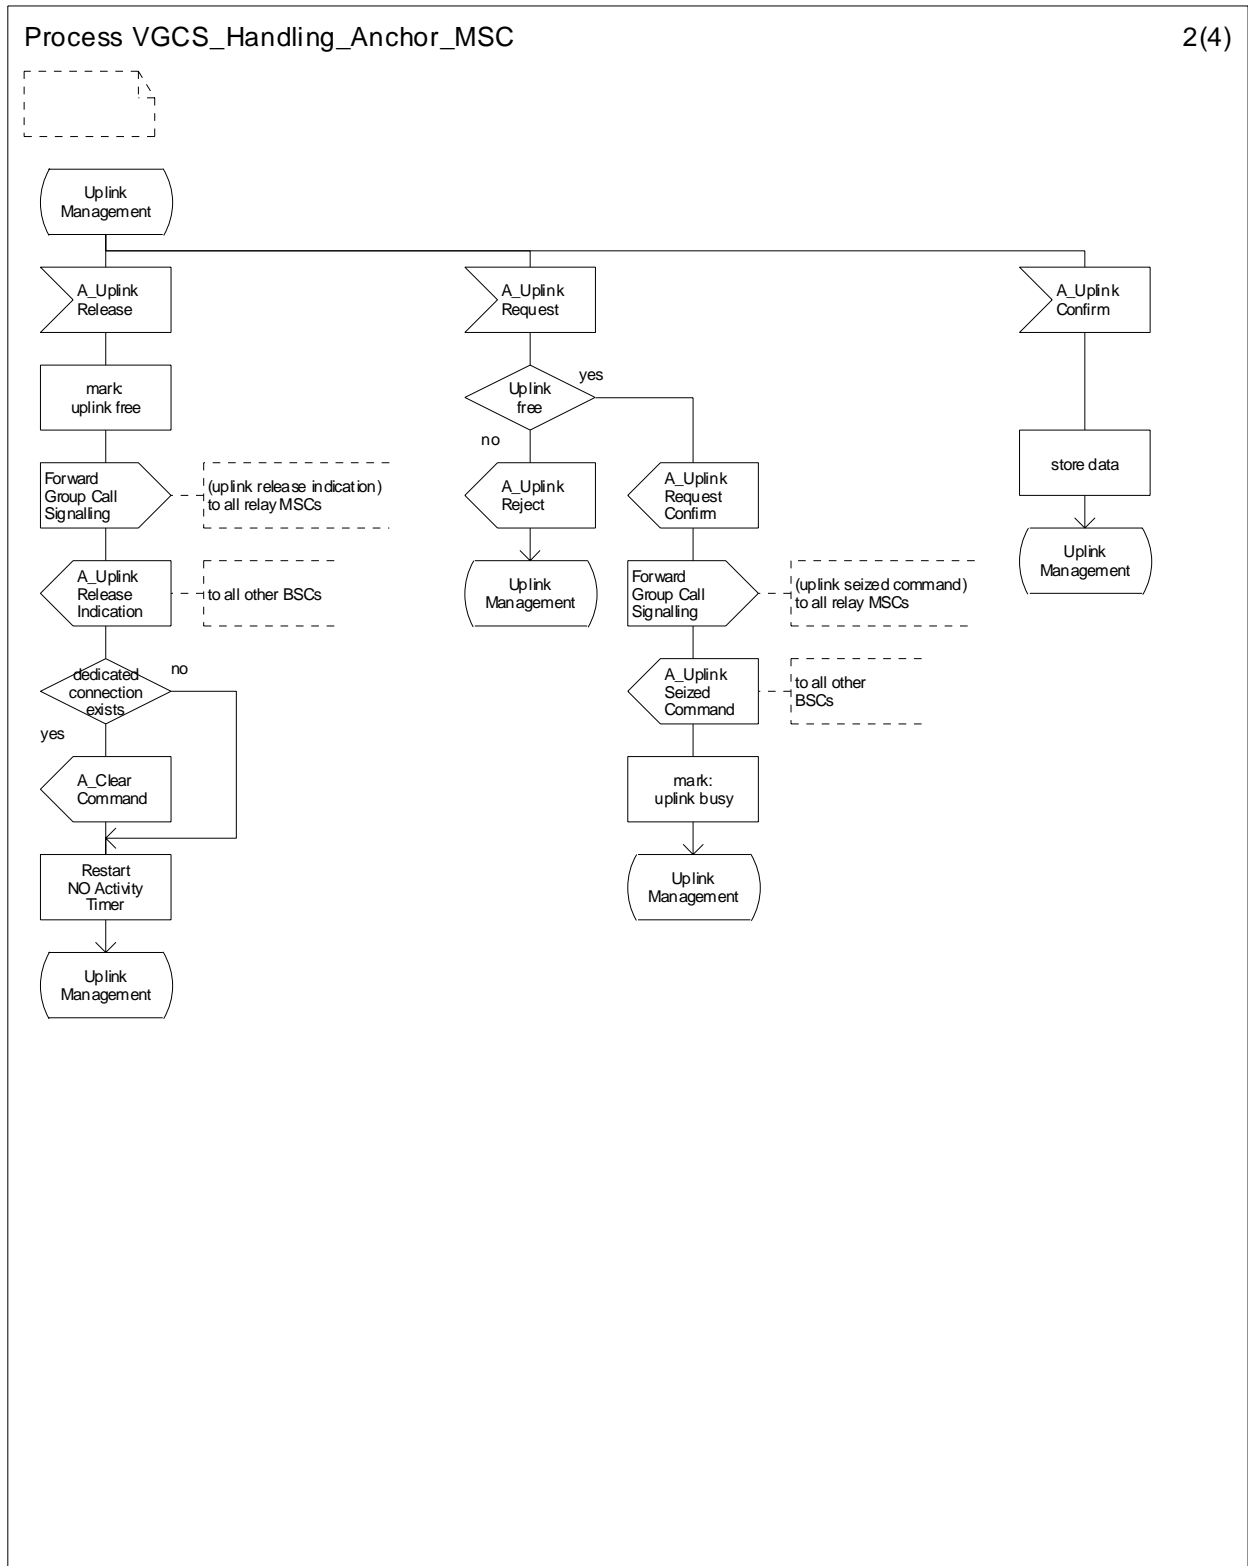 Process VGCS_Handling_Anchor_MSC
2(4)
Uplink
Management
A_Uplink
Release
mark:
uplink free
Forward
Group Call
Signalling
(uplink release indication)
to all relay MSCs
A_Uplink
Release
Indication
to all other BSCs
dedicated
connection
exists
no
yes
A_Clear
Command
Restart
NO Activity
Timer
Uplink
Management
A_Uplink
Request
Uplink
free
yes
no
A_Uplink
Reject
Uplink
Management
A_Uplink
Request
Confirm
Forward
Group Call
Signalling
(uplink seized command)
to all relay MSCs
A_Uplink
Seized
Command
to all other
BSCs
mark:
uplink busy
Uplink
Management
A_Uplink
Confirm
store data
Uplink
Management